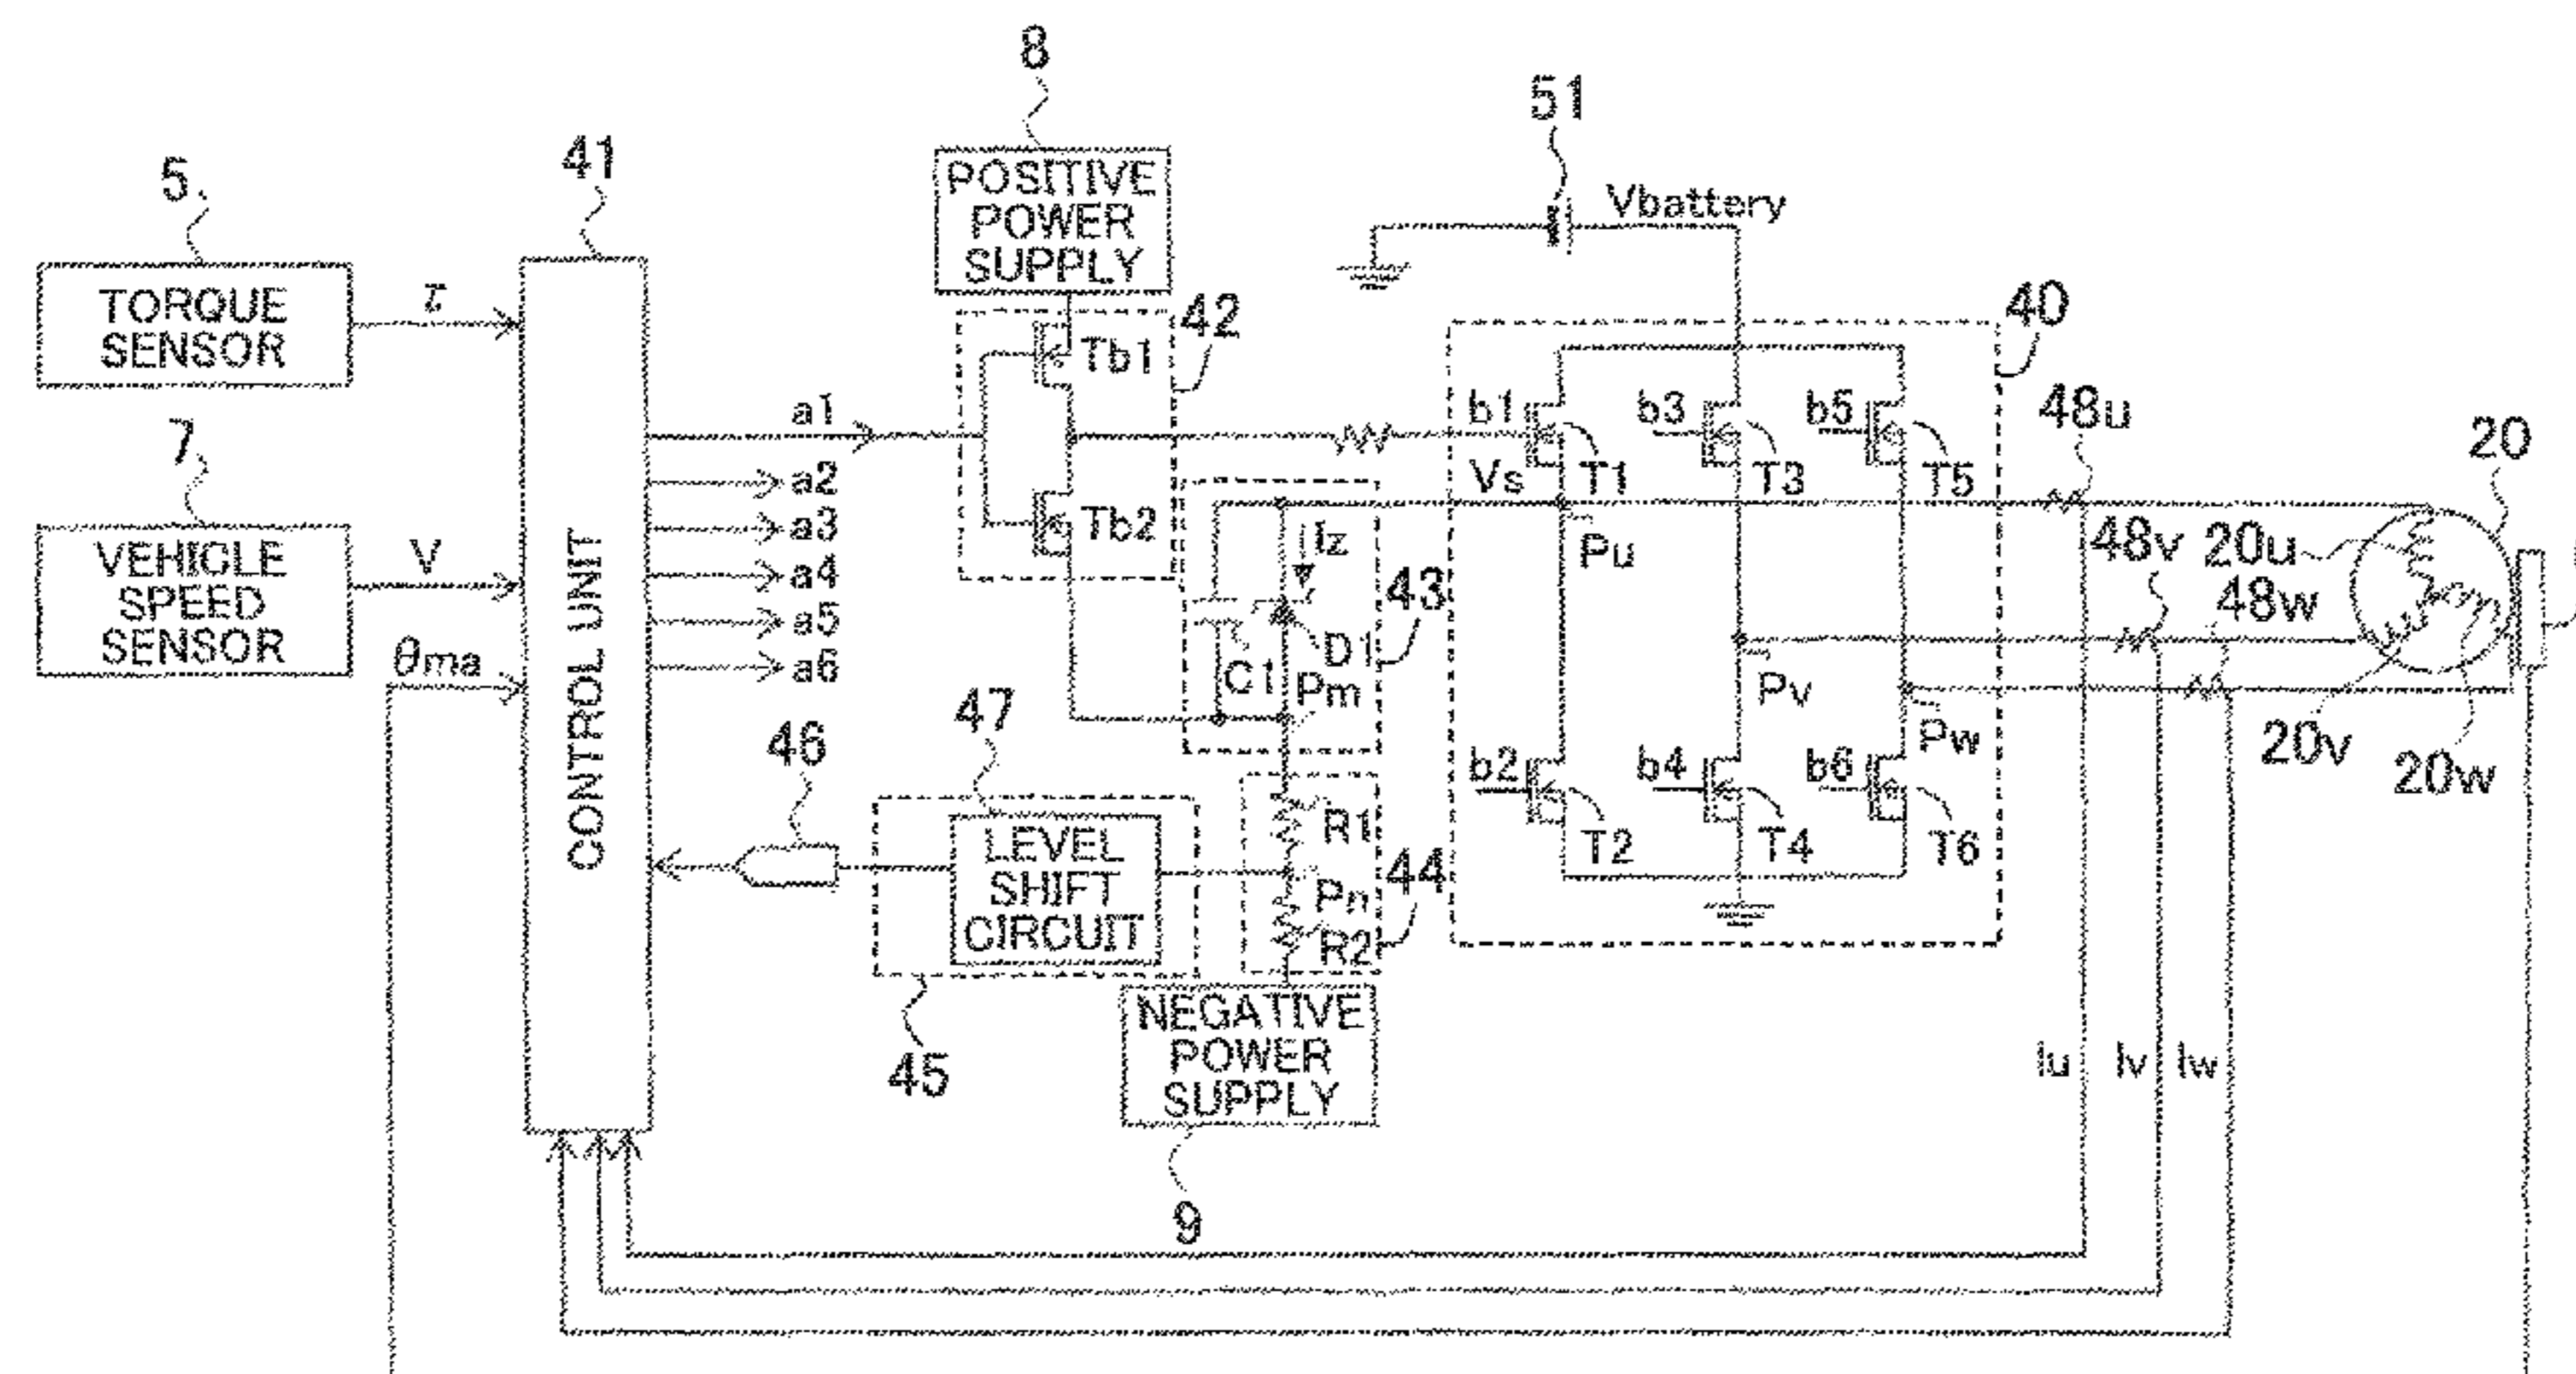 8
51
Vbattery
5
41
POSITIVE
POWER
SUPPLY
TORQUE
SENSOR
τ
42
40
Tb1
a1
b1
b3
b5
48u
20
7
a2
Vs
T1
T3
T5
Tb2
a3
Iz
Pu
48v
20u
VEHICLE
SPEED
SENSOR
V
a4
43
48w
a5
D1
θma
CONTROL UNIT
a6
C1
Pm
Pv
47
46
Pw
20v
20w
b2
b4
b6
LEVEL
SHIFT
CIRCUIT
R1
T2
T4
T6
Pn
44
R2
45
NEGATIVE
POWER
SUPPLY
Iu
Iv
Iw
9